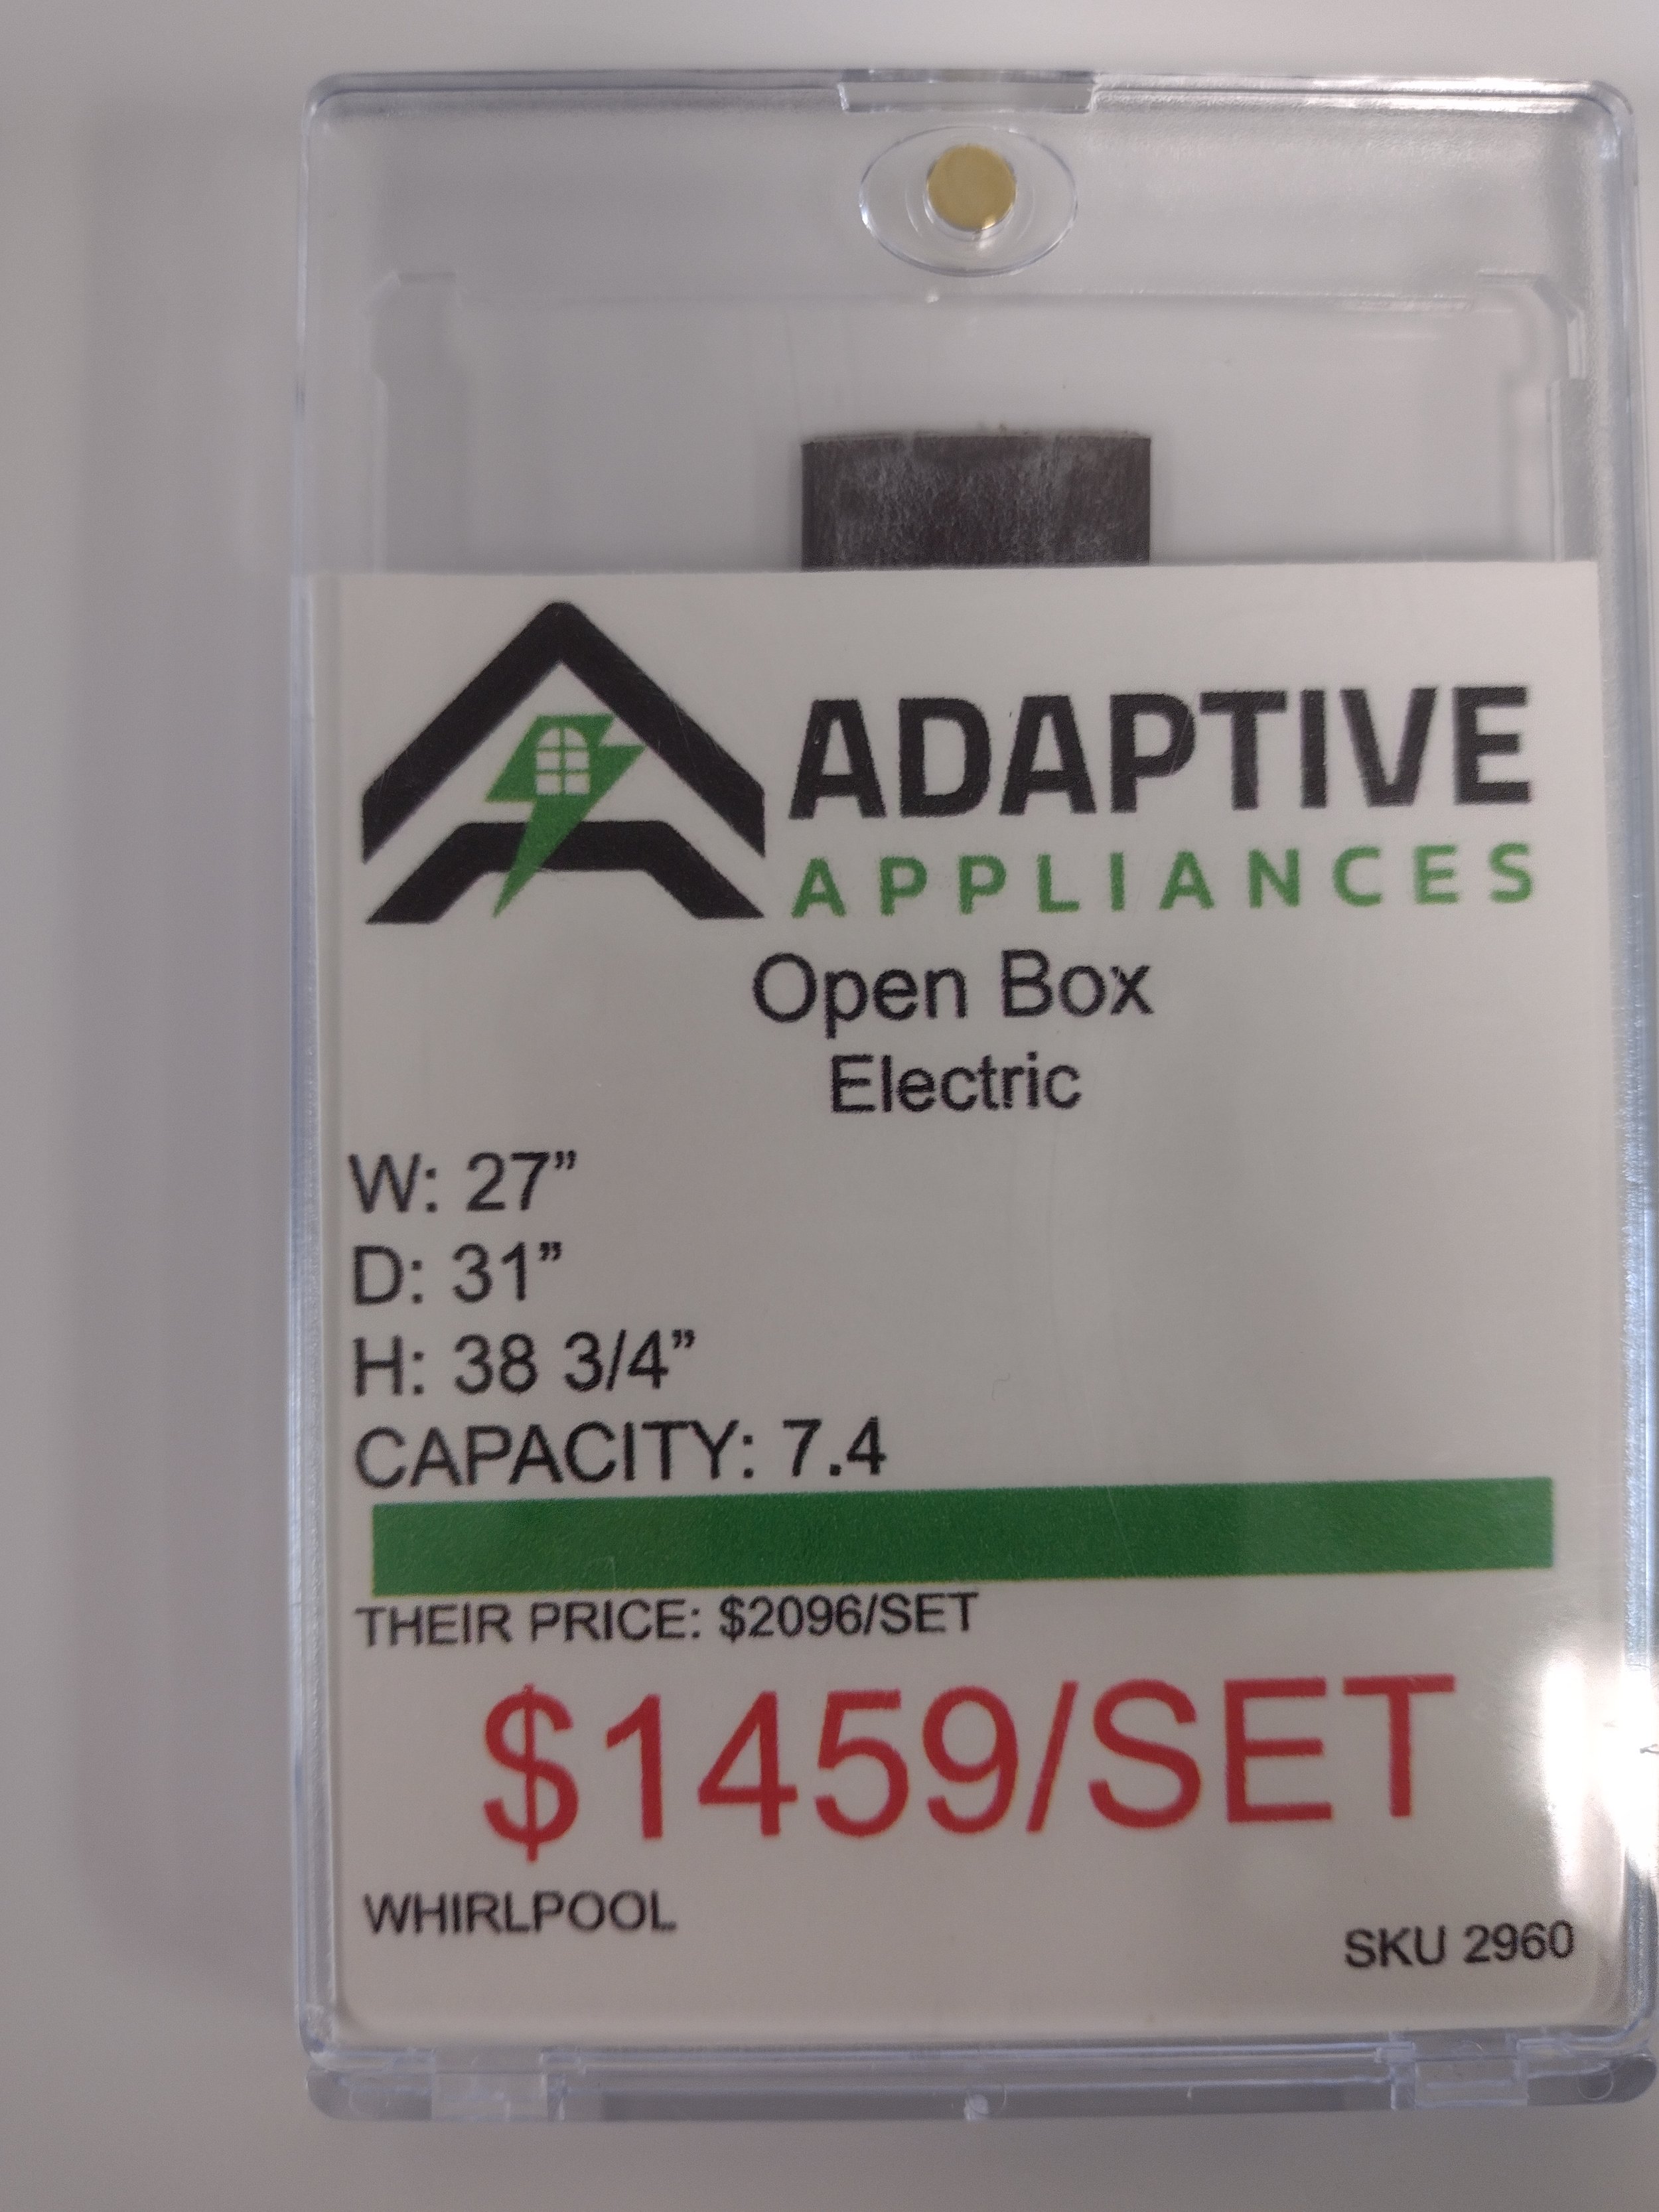 ADAPTIVE
APPLIANCES
Open Box
Electric
W: 27”
D: 31”
H: 38 3/4”
CAPACITY: 7.4
THEIR PRICE: $2096/SET
$1459/SET
WHIRLPOOL
SKU 2960